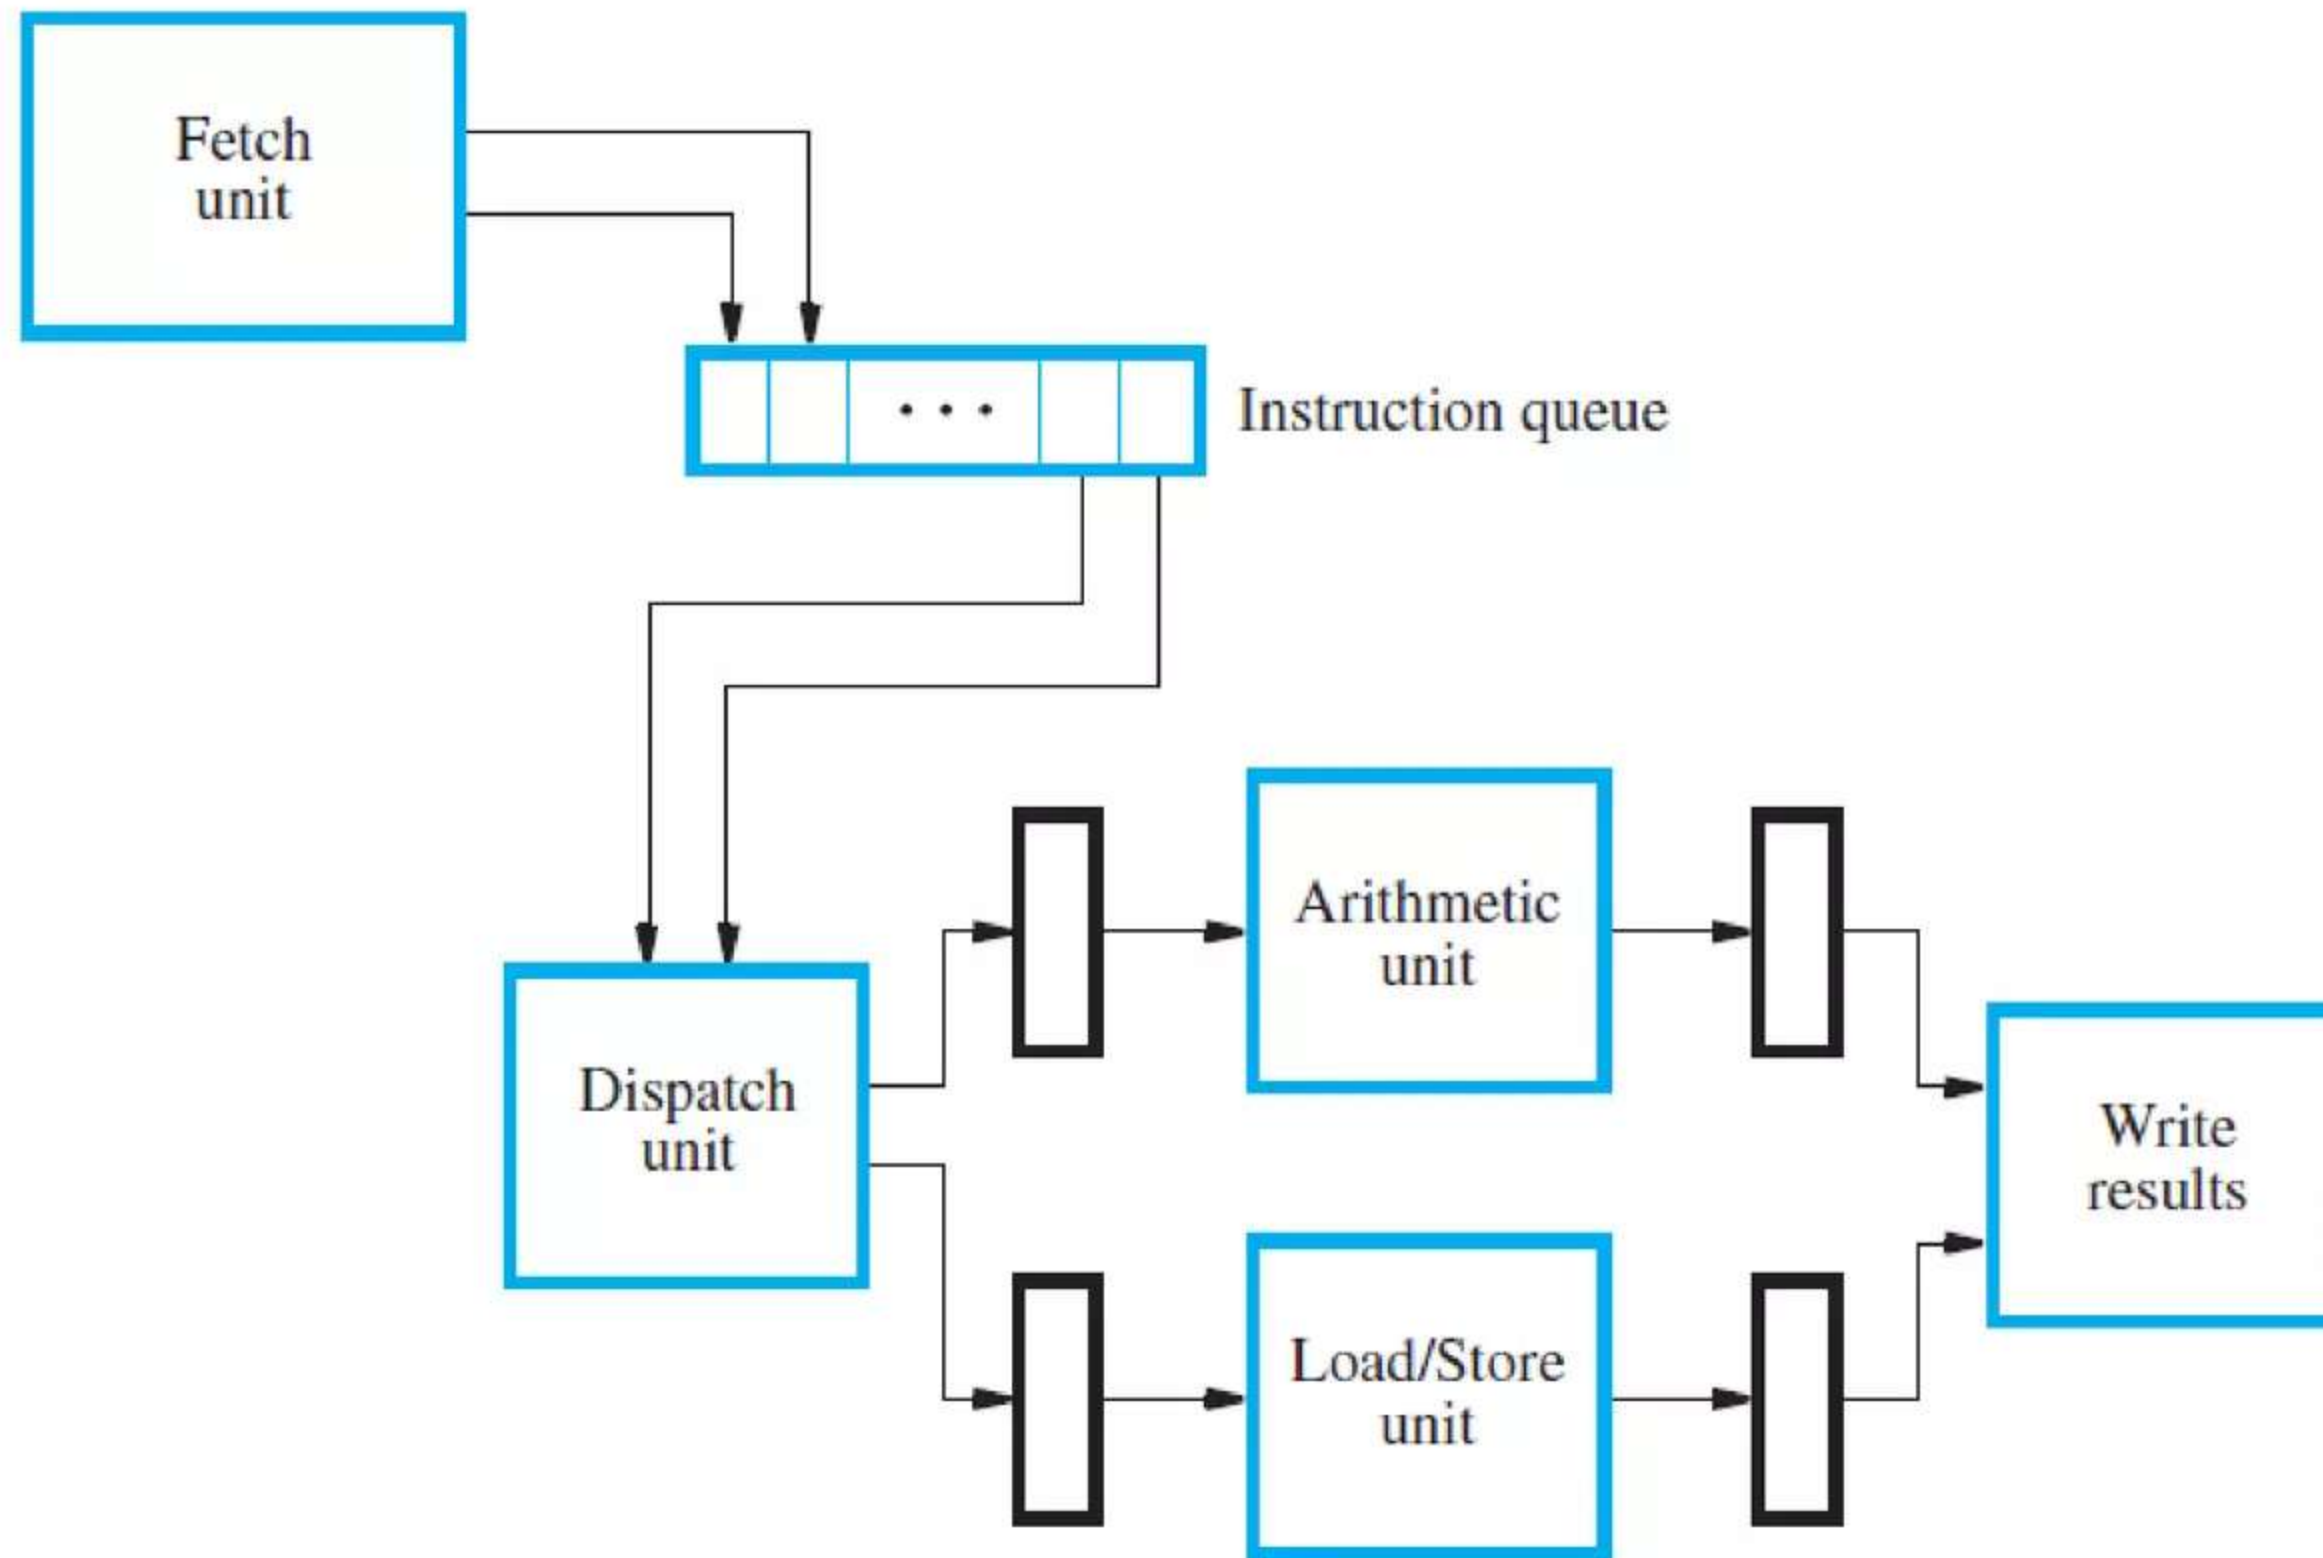 Fetch
unit
• • •
Instruction queue
Arithmetic
unit
Dispatch
unit
Write
results
Load/Store
unit